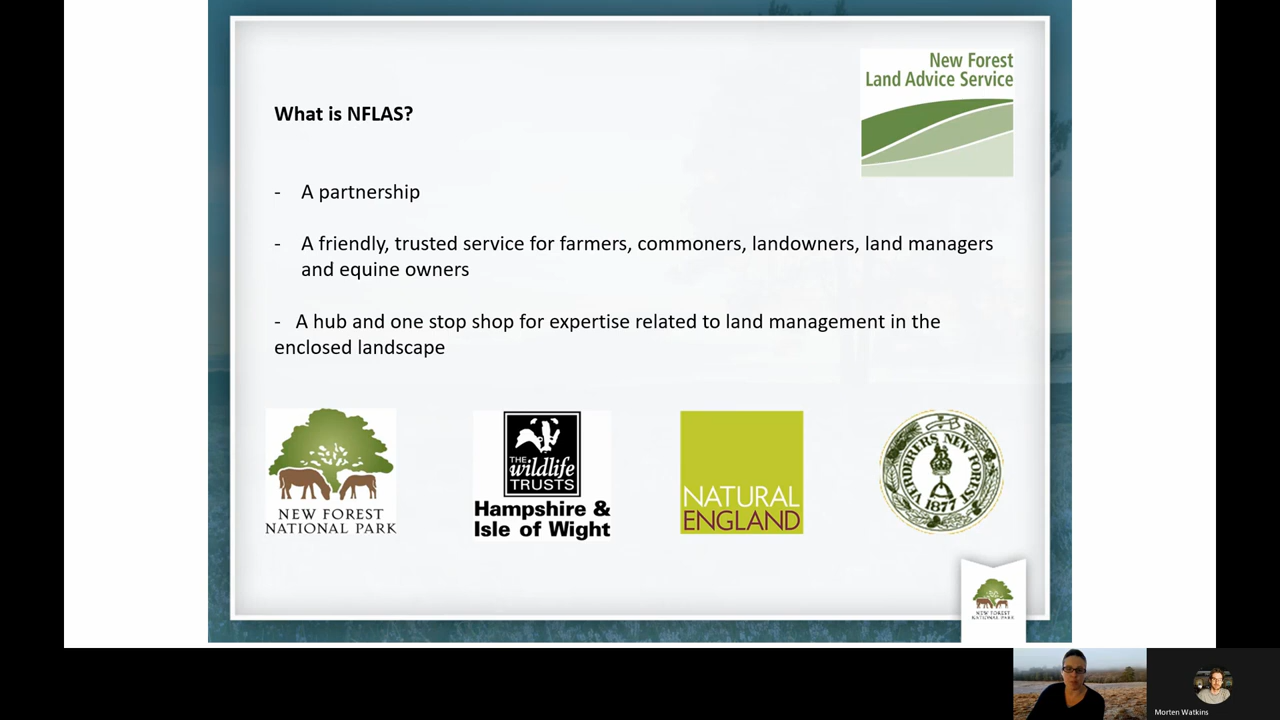 New Forest
Land Advice Service
What is NFLAS?
- A partnership
- A friendly, trusted service for farmers, commoners, landowners, land managers
and equine owners
- A hub and one stop shop for expertise related to land management in the
enclosed landscape
NEW FOREST
NATIONAL PARK
THE
wildlife
TRUSTS
Hampshire &
Isle of Wight
NATURAL
ENGLAND
VERDERERS NEW FOREST
1877
NEW FOREST
NATIONAL PARK
Morten Watkins